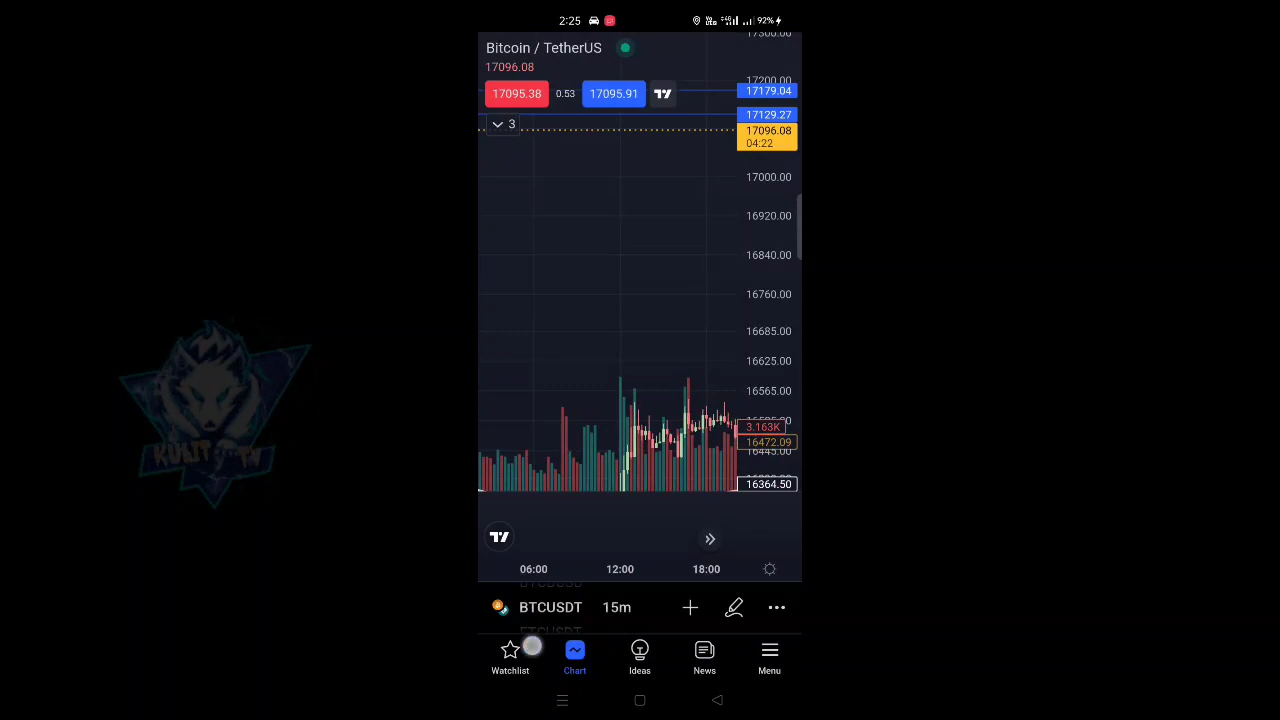 2:25
92%
17300.00
Bitcoin / TetherUS
17096.08
17200.00
17095.38 0.53 17095.91
17179.04
17129.27
3
17096.08
04:22
17000.00
16920.00
16840.00
16760.00
16685.00
16625.00
16565.00
3.163K
16472.09
16445.00
16364.50
06:00 12:00 18:00
BTCUSDT 15m
Watchlist Chart Ideas News Menu
KULIT TV